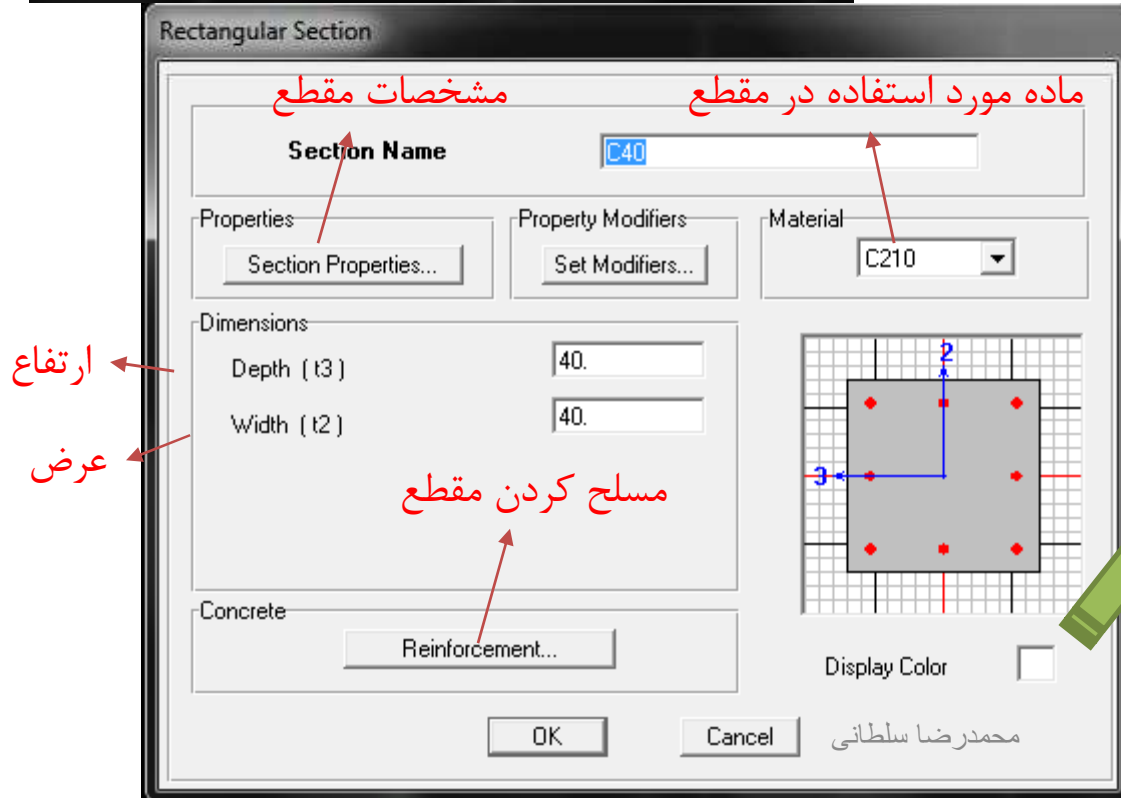 Rectangular Section
مشخصات مقطع
ماده مورد استفاده در مقطع
Section Name
C40
Properties
Property Modifiers
Material
Section Properties...
Set Modifiers...
C210
Dimensions
ارتفاع
Depth ( t3 )
40.
عرض
Width ( t2 )
40.
2
3
مسلح کردن مقطع
Concrete
Reinforcement...
Display Color
OK
Cancel
محمدرضا سلطانی